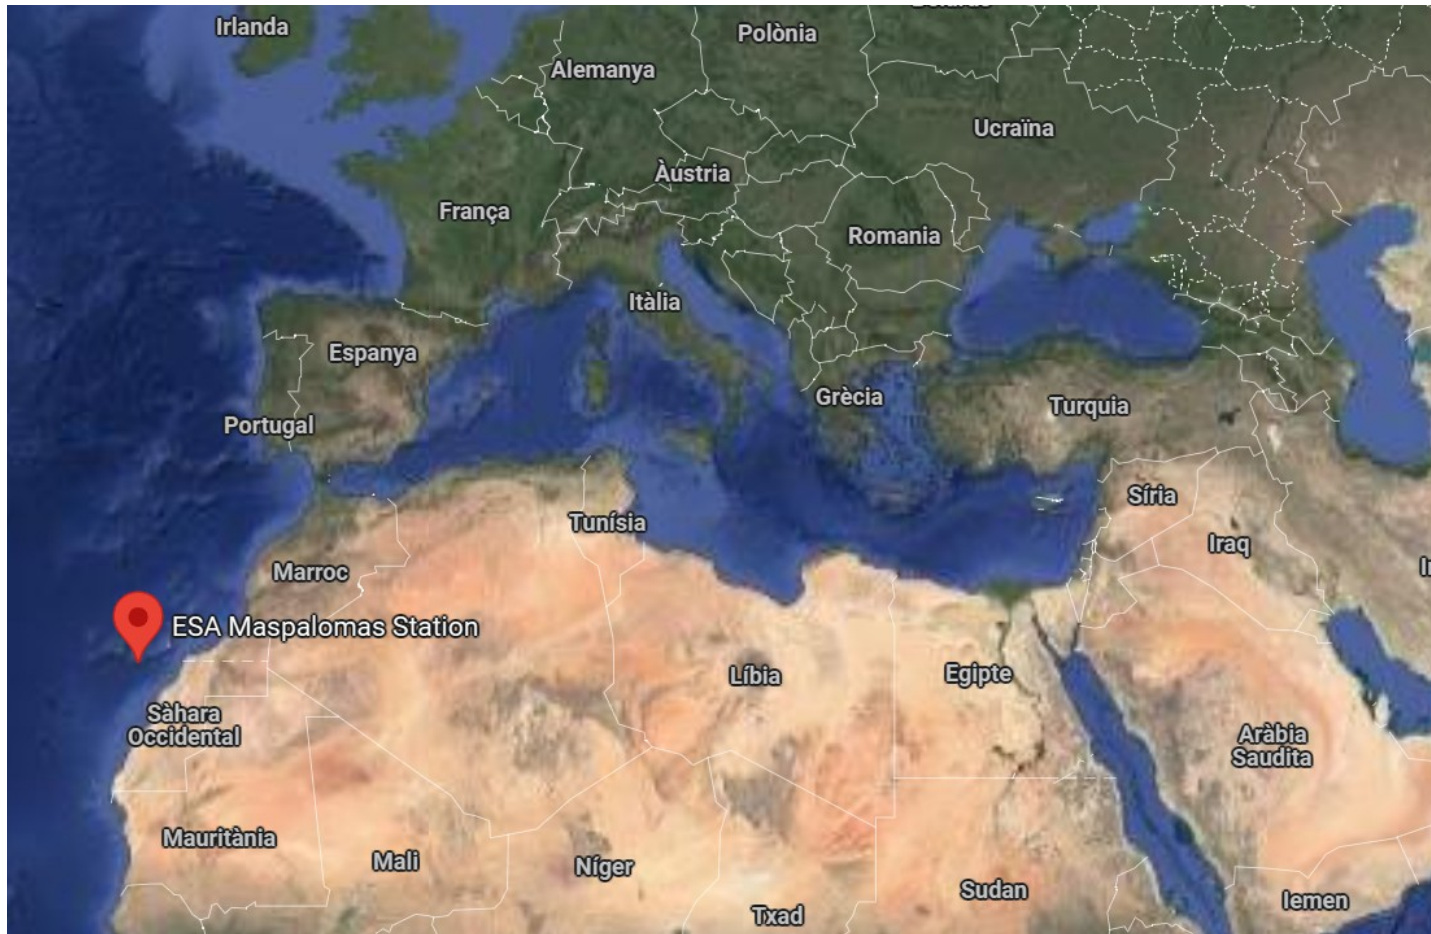 Irlanda
Polònia
Alemanya
Ucraïna
Àustria
França
Romania
Itàlia
Espanya
Grècia
Turquia
Portugal
Síria
Tunísia
Iraq
Marroc
ESA Maspalomas Station
Líbia
Egipte
Sàhara
Occidental
Aràbia
Saudita
Mauritània
Mali
Níger
Sudan
Iemen
Txad